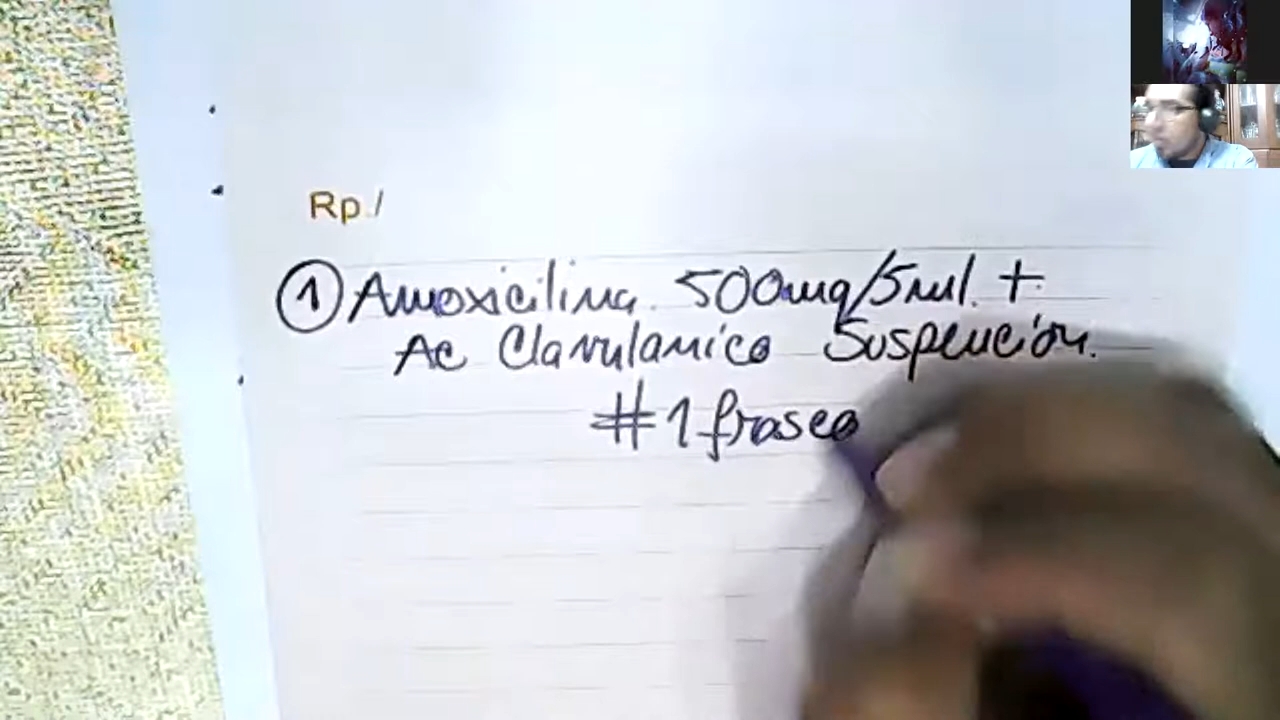 Rp./
① Amoxicilina 500mg/5ml. +
Ac Clavulanico Suspención.
#1 frasco